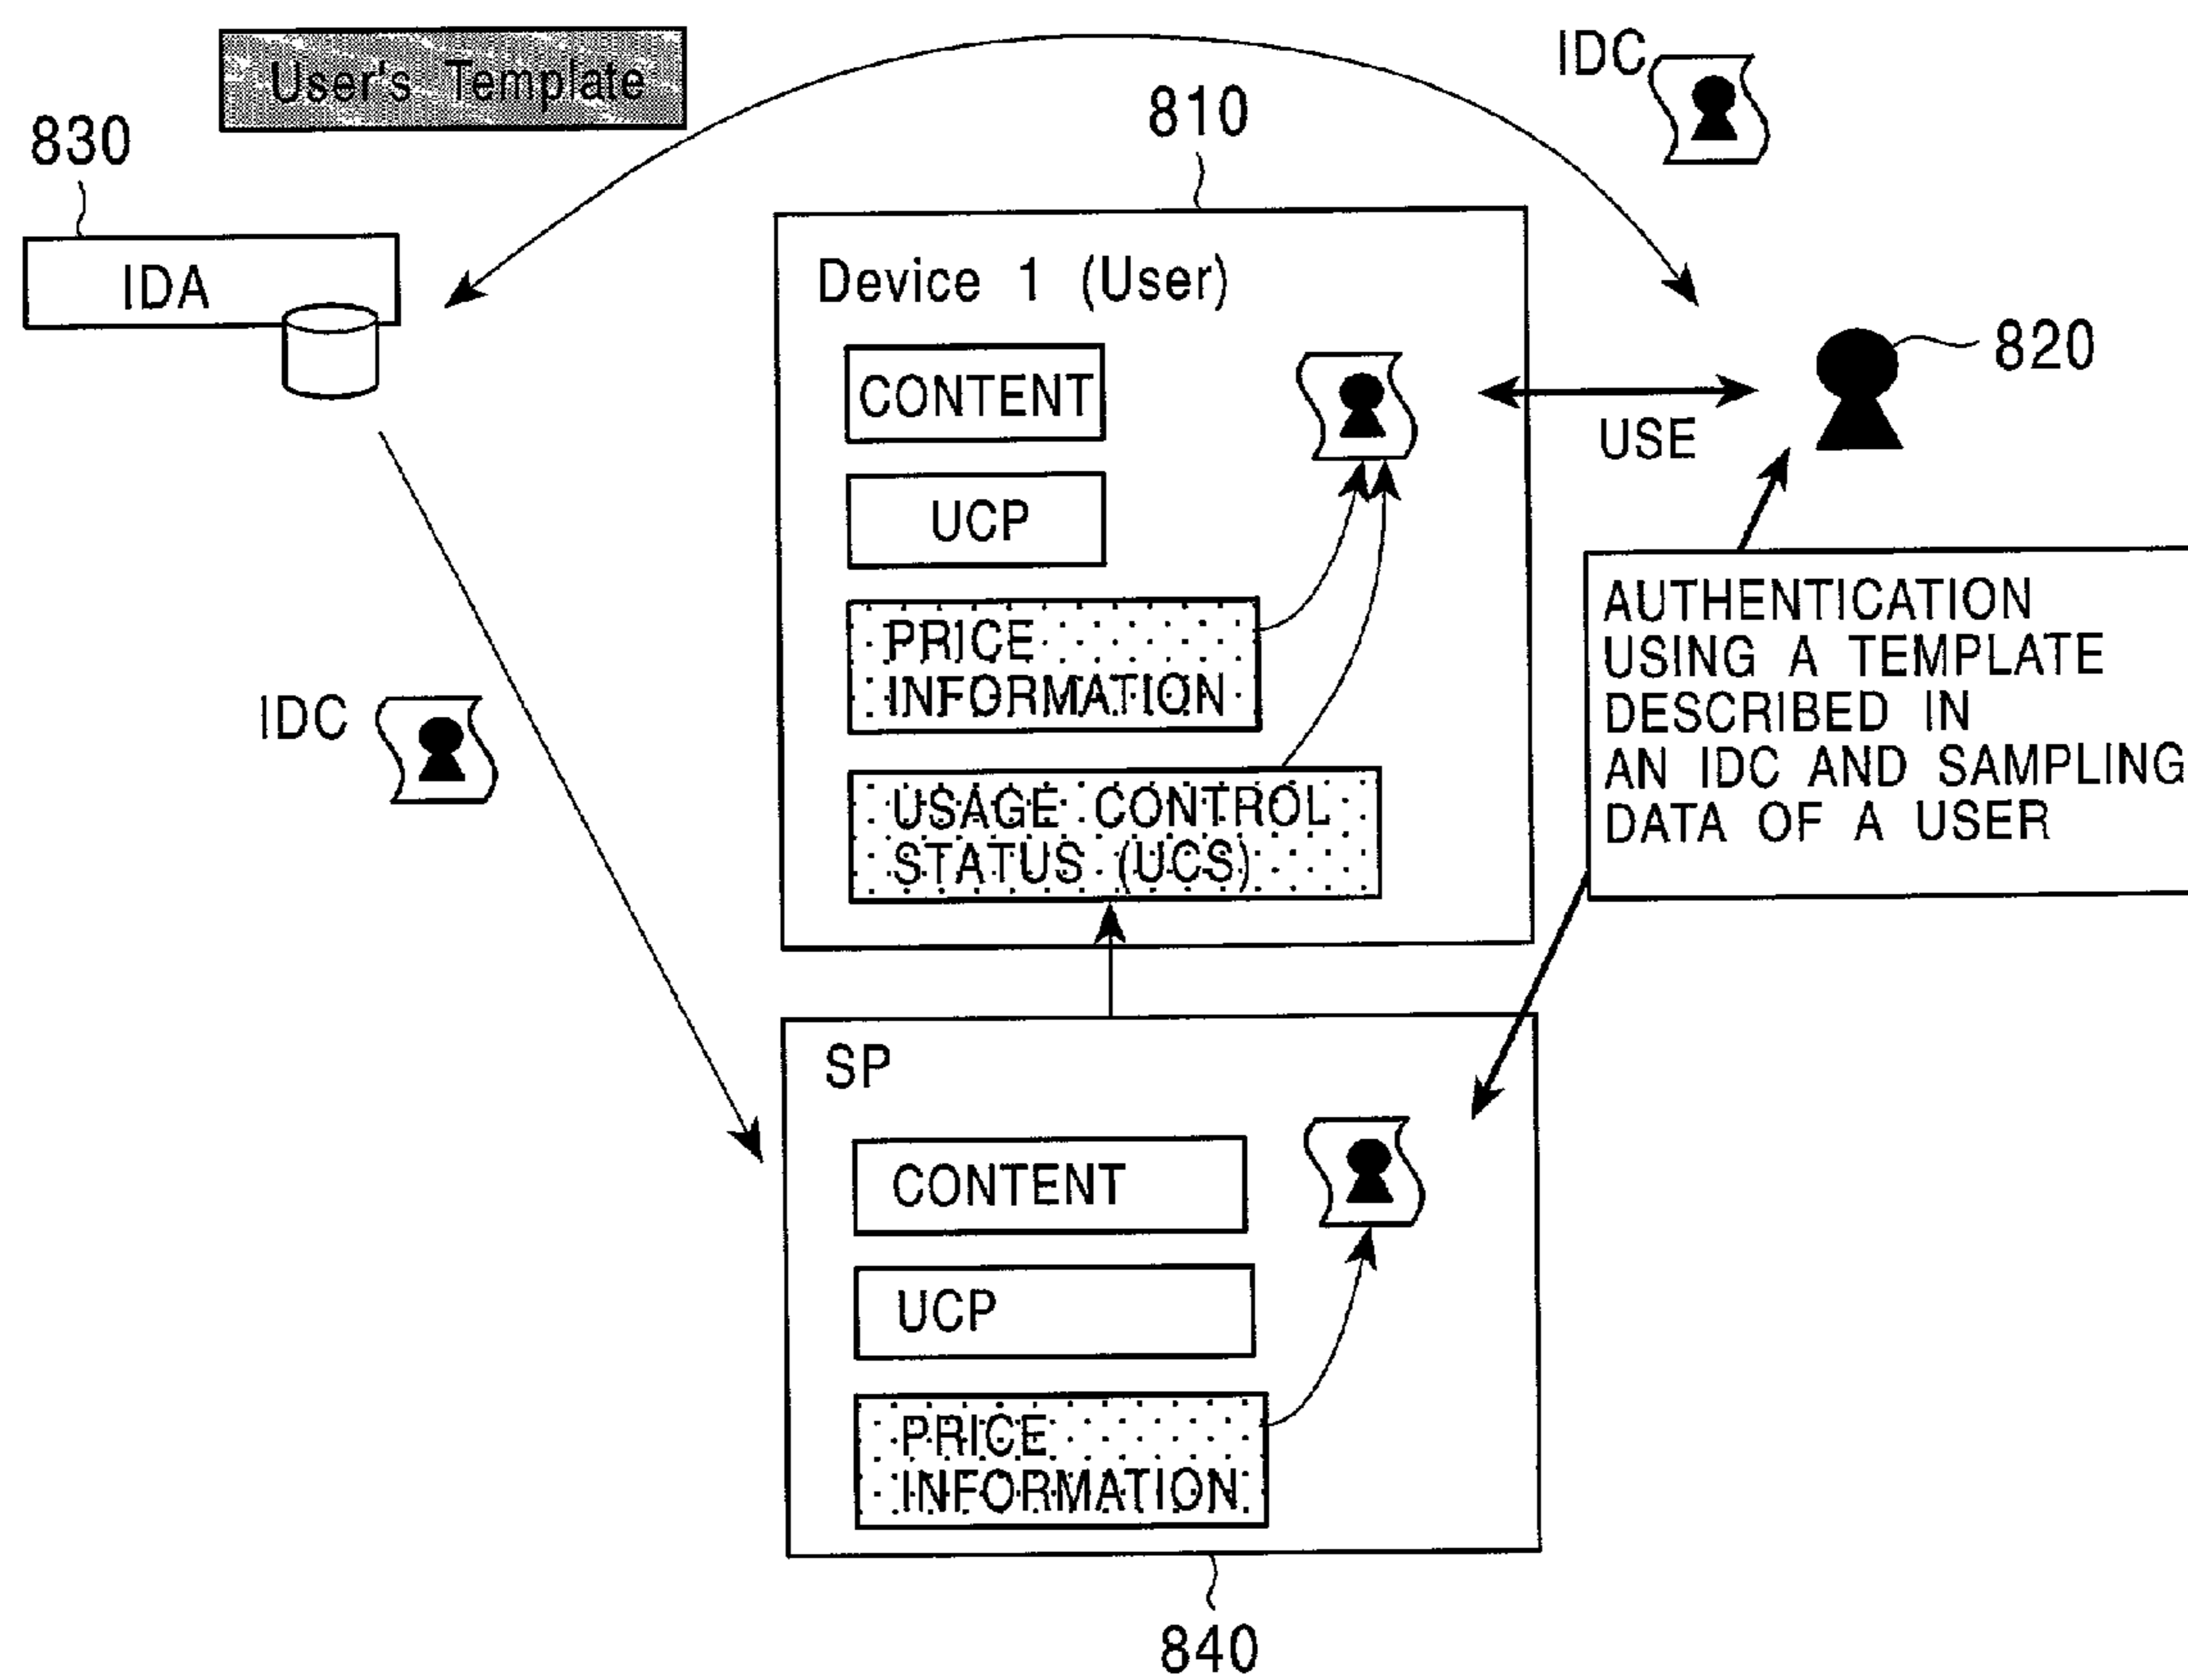 User's Template
IDC
830
810
IDA
Device 1 (User)
820
CONTENT
USE
UCP
PRICE
INFORMATION
AUTHENTICATION
USING A TEMPLATE
DESCRIBED IN
AN IDC AND SAMPLING
DATA OF A USER
IDC
USAGE CONTROL
STATUS (UCS)
SP
CONTENT
UCP
PRICE
INFORMATION
840